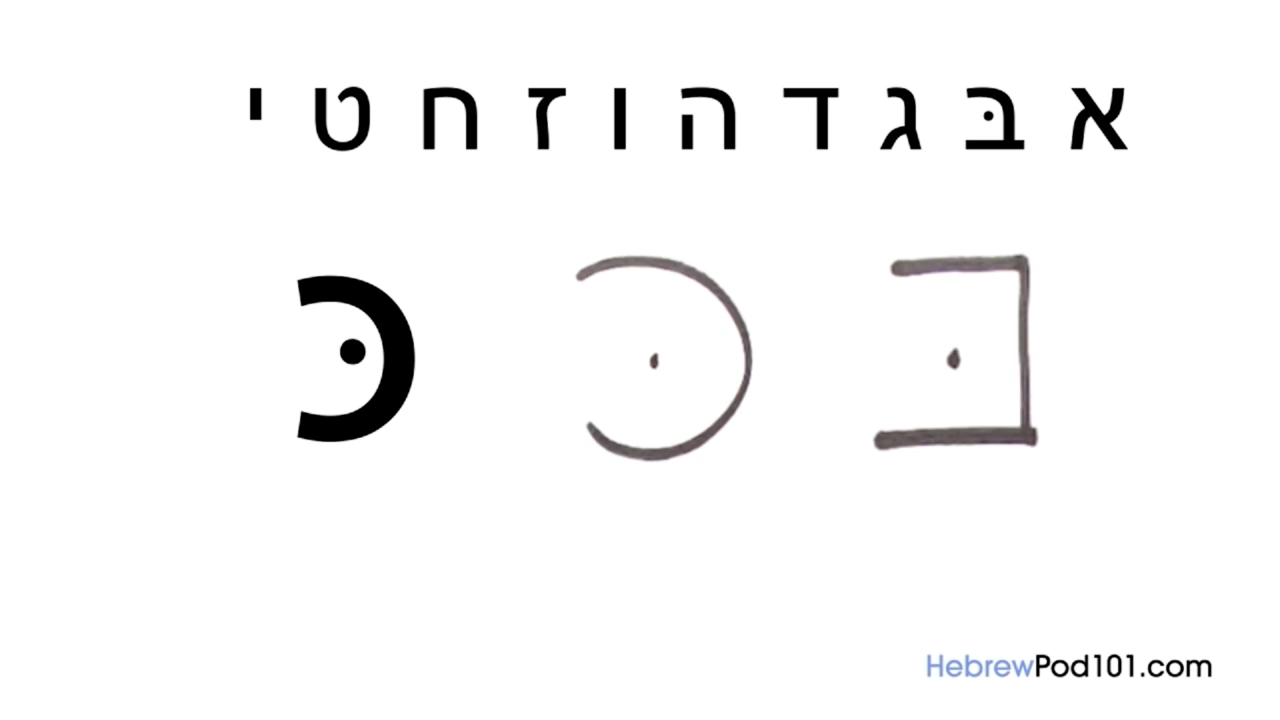 א בּ ג ד ה ו ז ח ט י
בּ כּ כּ
HebrewPod101.com